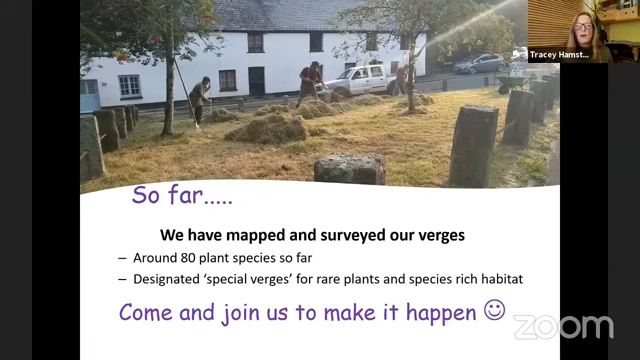 Tracey Hamst...
So far.....
We have mapped and surveyed our verges
– Around 80 plant species so far
– Designated ‘special verges’ for rare plants and species rich habitat
Come and join us to make it happen ☺
zoom